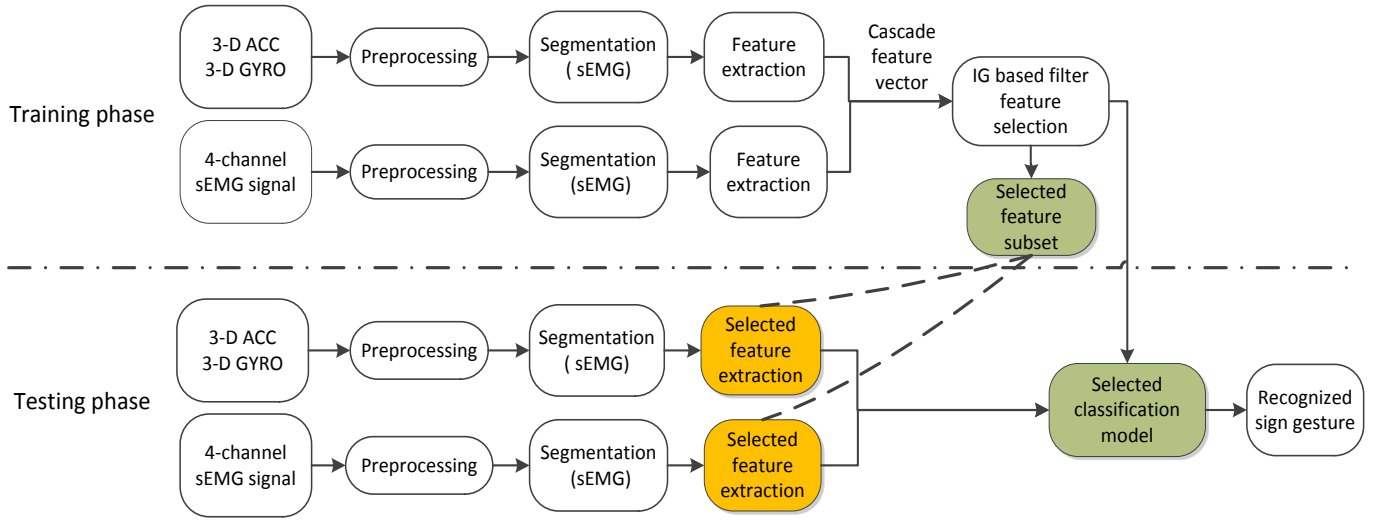 Training phase
3-D ACC
3-D GYRO
Preprocessing
Segmentation
( sEMG)
Feature
extraction
4-channel
sEMG signal
Preprocessing
Segmentation
(sEMG)
Feature
extraction
Cascade
feature
vector
IG based filter
feature
selection
Selected
feature
subset
Testing phase
3-D ACC
3-D GYRO
Preprocessing
Segmentation
( sEMG)
Selected
feature
extraction
4-channel
sEMG signal
Preprocessing
Segmentation
(sEMG)
Selected
feature
extraction
Selected
classification
model
Recognized
sign gesture